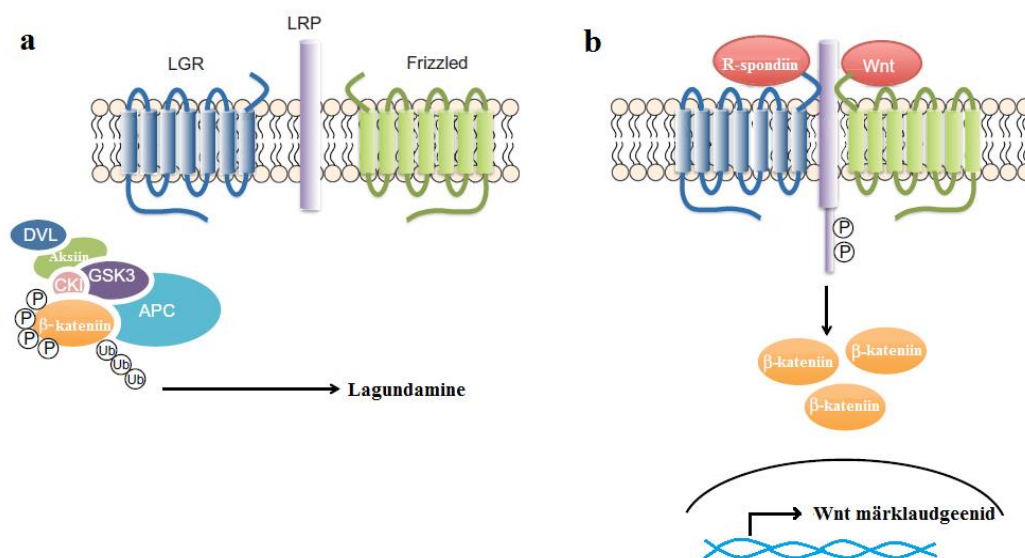 a
LGR
LRP
Frizzled
DVL
Aksiin
CKI
GSK3
APC
β-kateniin
P
P
P
P
Ub
Ub
Ub
Lagundamine
b
R-spondiin
Wnt
P
P
β-kateniin
β-kateniin
β-kateniin
Wnt märklaudgeenid